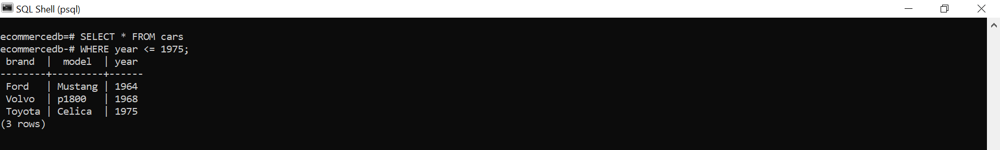 SQL Shell (psql)
ecommercedb=# SELECT * FROM cars
ecommercedb-# WHERE year <= 1975;
 brand  |  model  | year
--------+---------+------
 Ford   | Mustang | 1964
 Volvo  | p1800   | 1968
 Toyota | Celica  | 1975
(3 rows)